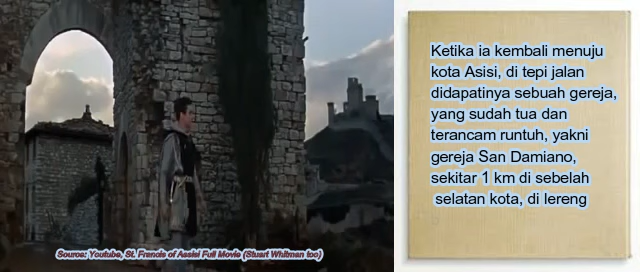 Ketika ia kembali menuju
kota Asisi, di tepi jalan
didapatinya sebuah gereja,
yang sudah tua dan
terancam runtuh, yakni
gereja San Damiano,
sekitar 1 km di sebelah
selatan kota, di lereng
Source: Youtube, St. Francis of Assisi Full Movie (Stuart Whitman too)